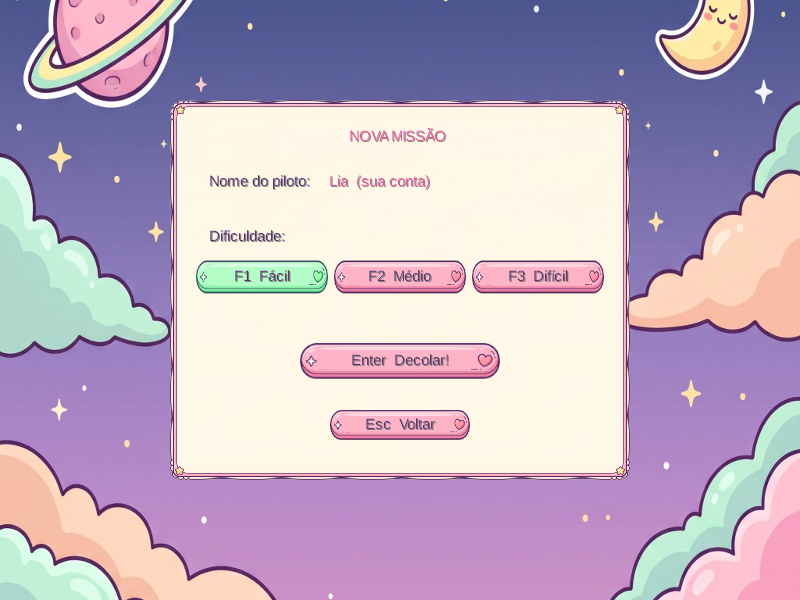 NOVA MISSÃO
Nome do piloto: Lia (sua conta)
Dificuldade:
F1 Fácil F2 Médio F3 Difícil
Enter Decolar!
Esc Voltar